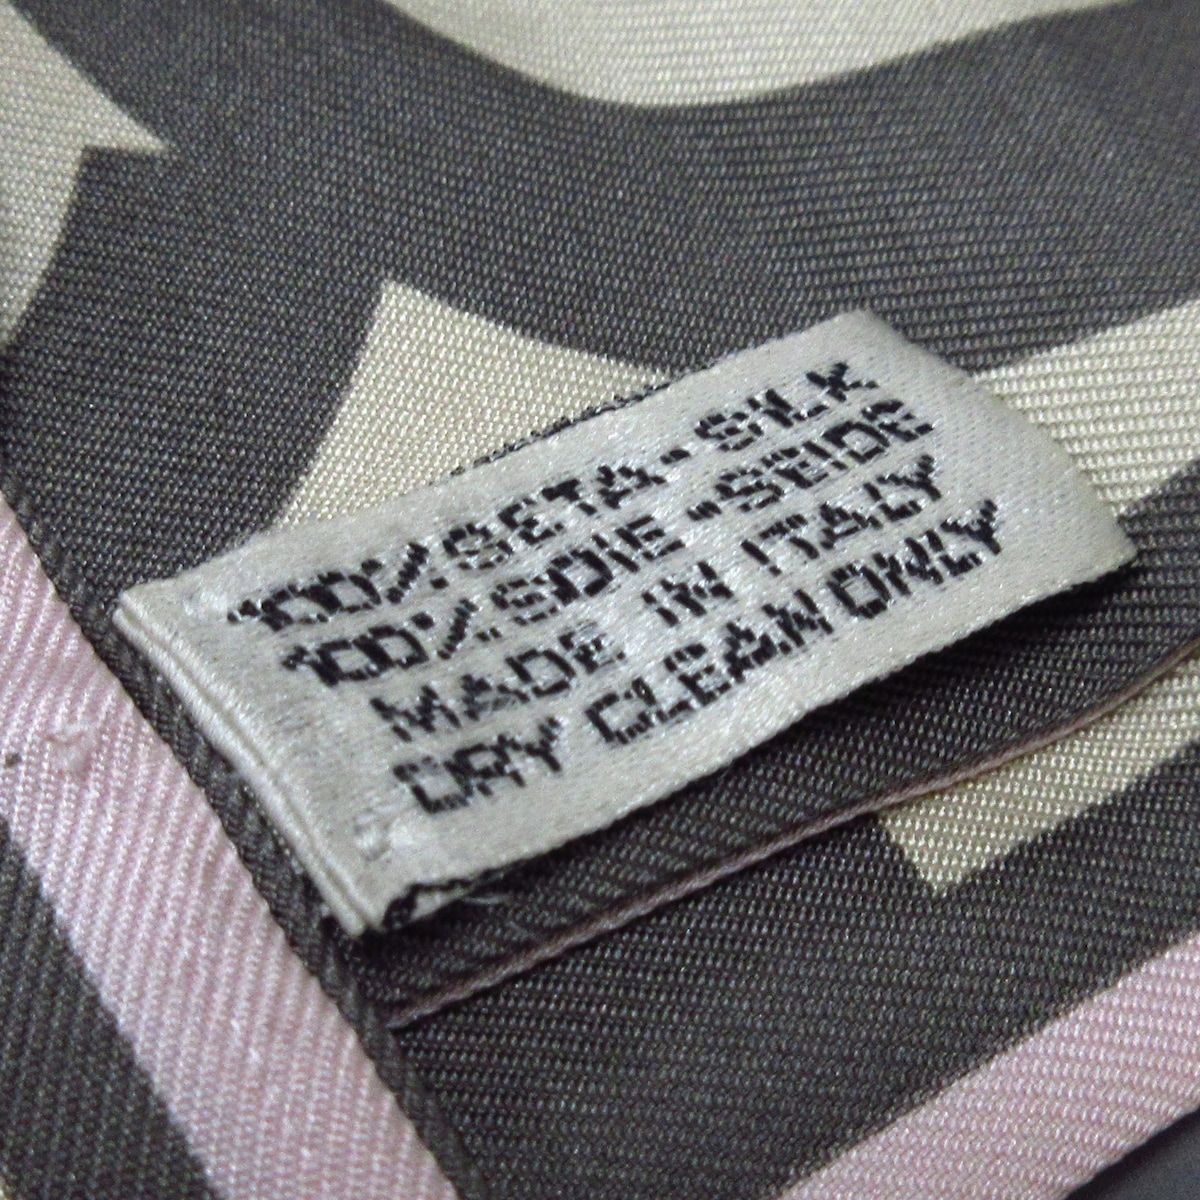 100%SETA-SILK
100%SOIE-SEIDE
MADE IN ITALY
DRY CLEAN ONLY